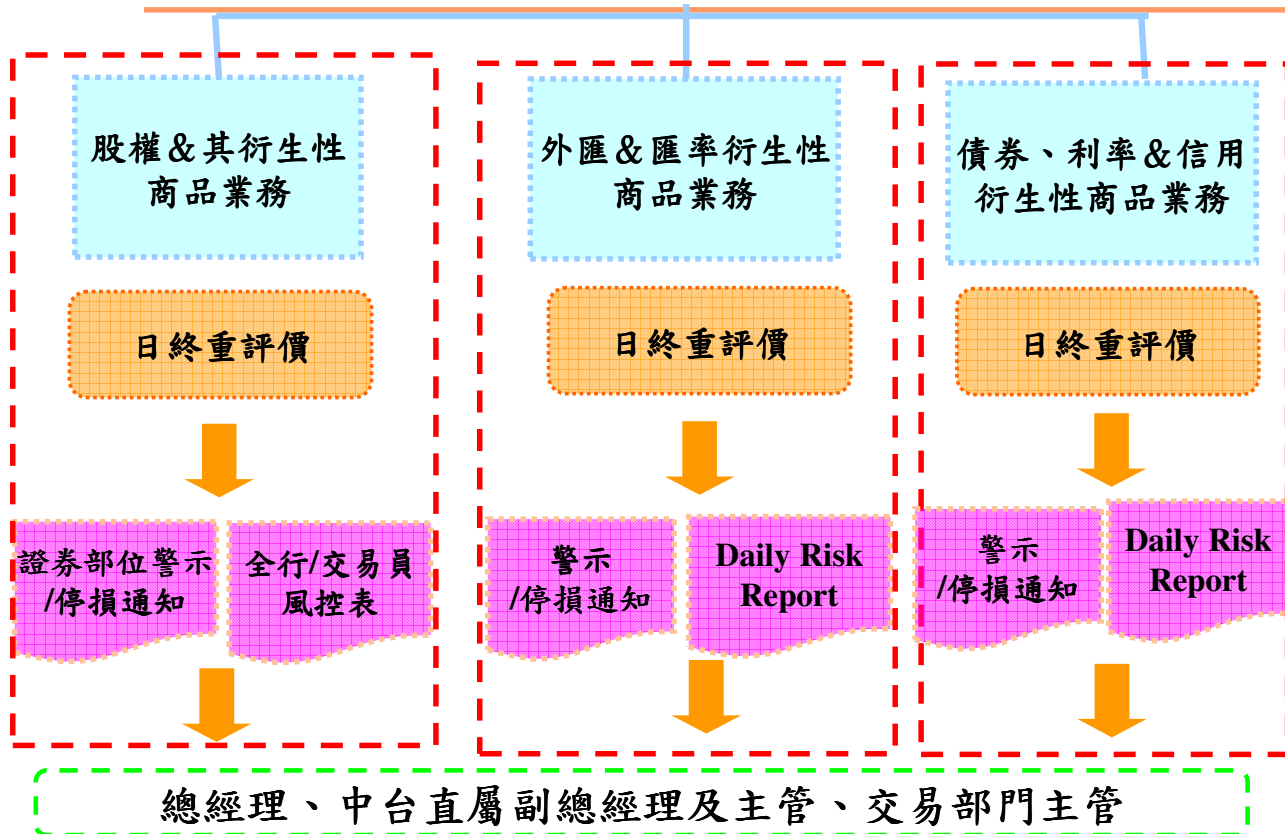 股權＆其衍生性
商品業務
外匯＆匯率衍生性
商品業務
債券、利率＆信用
衍生性商品業務
日終重評價
日終重評價
日終重評價
證券部位警示
/停損通知
全行/交易員
風控表
警示
/停損通知
Daily Risk
Report
警示
/停損通知
Daily Risk
Report
總經理、中台直屬副總經理及主管、交易部門主管